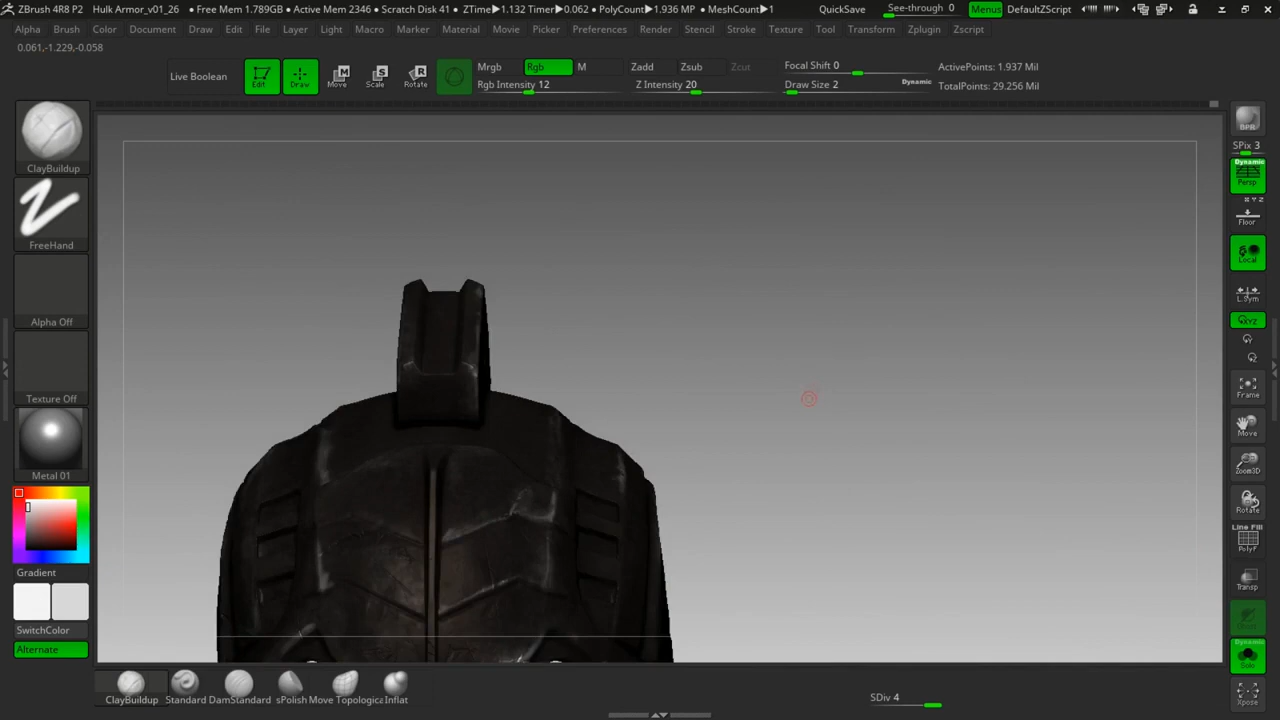 ZBrush 4R8 P2   Hulk Armor_v01_26   • Free Mem 1.789GB • Active Mem 2346 • Scratch Disk 41 • ZTime▶1.132 Timer▶0.062 • PolyCount▶1.936 MP • MeshCount▶1   QuickSave   See-through 0   Menus   DefaultZScript
Alpha Brush Color Document Draw Edit File Layer Light Macro Marker Material Movie Picker Preferences Render Stencil Stroke Texture Tool Transform Zplugin Zscript
0.061,-1.229,-0.058
Live Boolean Edit Draw Move Scale Rotate
Mrgb Rgb M Zadd Zsub Zcut Focal Shift 0 ActivePoints: 1.937 Mil
Rgb Intensity 12 Z Intensity 20 Draw Size 2 Dynamic TotalPoints: 29.256 Mil
ClayBuildup
FreeHand
Alpha Off
Texture Off
Metal 01
Gradient
SwitchColor
Alternate
BPR
SPix 3
Dynamic
Persp
X Y Z
Floor
Local
L.Sym
XYZ
Y
Z
Frame
Move
Zoom3D
Rotate
Line Fill
PolyF
Transp
Ghost
Dynamic
Solo
Xpose
ClayBuildup Standard DamStandard sPolish Move Topologica Inflat
SDiv 4